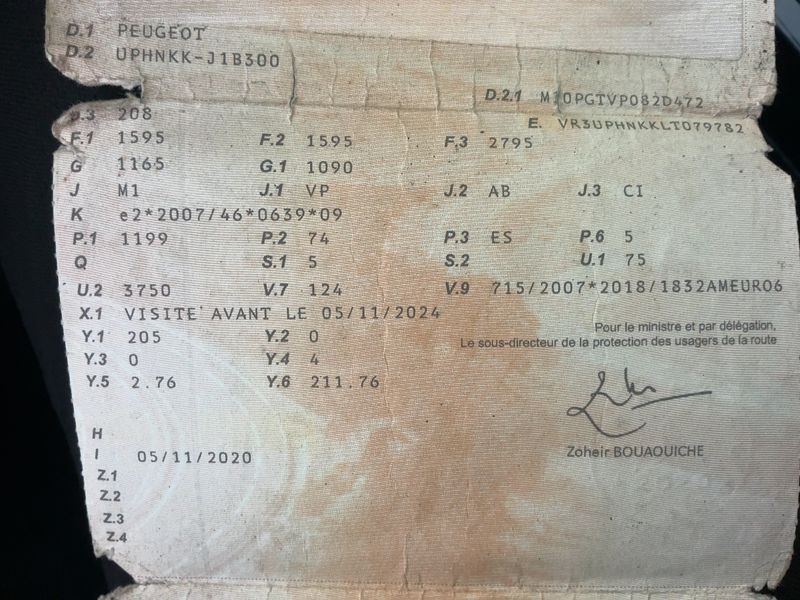 D.1 PEUGEOT
D.2 UPHNKK-J1B300
D.2.1 M10PGTVP082D472
D.3 208
E. VR3UPHNKKLT079782
F.1 1595 F.2 1595 F.3 2795
G 1165 G.1 1090
J M1 J.1 VP J.2 AB J.3 CI
K e2*2007/46*0639*09
P.1 1199 P.2 74 P.3 ES P.6 5
Q S.1 5 S.2 U.1 75
U.2 3750 V.7 124 V.9 715/2007*2018/1832AMEURO6
X.1 VISITE AVANT LE 05/11/2024
Y.1 205 Y.2 0
Y.3 0 Y.4 4
Y.5 2.76 Y.6 211.76
Pour le ministre et par délégation,
Le sous-directeur de la protection des usagers de la route
Zoheir BOUAOUICHE
H
I 05/11/2020
Z.1
Z.2
Z.3
Z.4